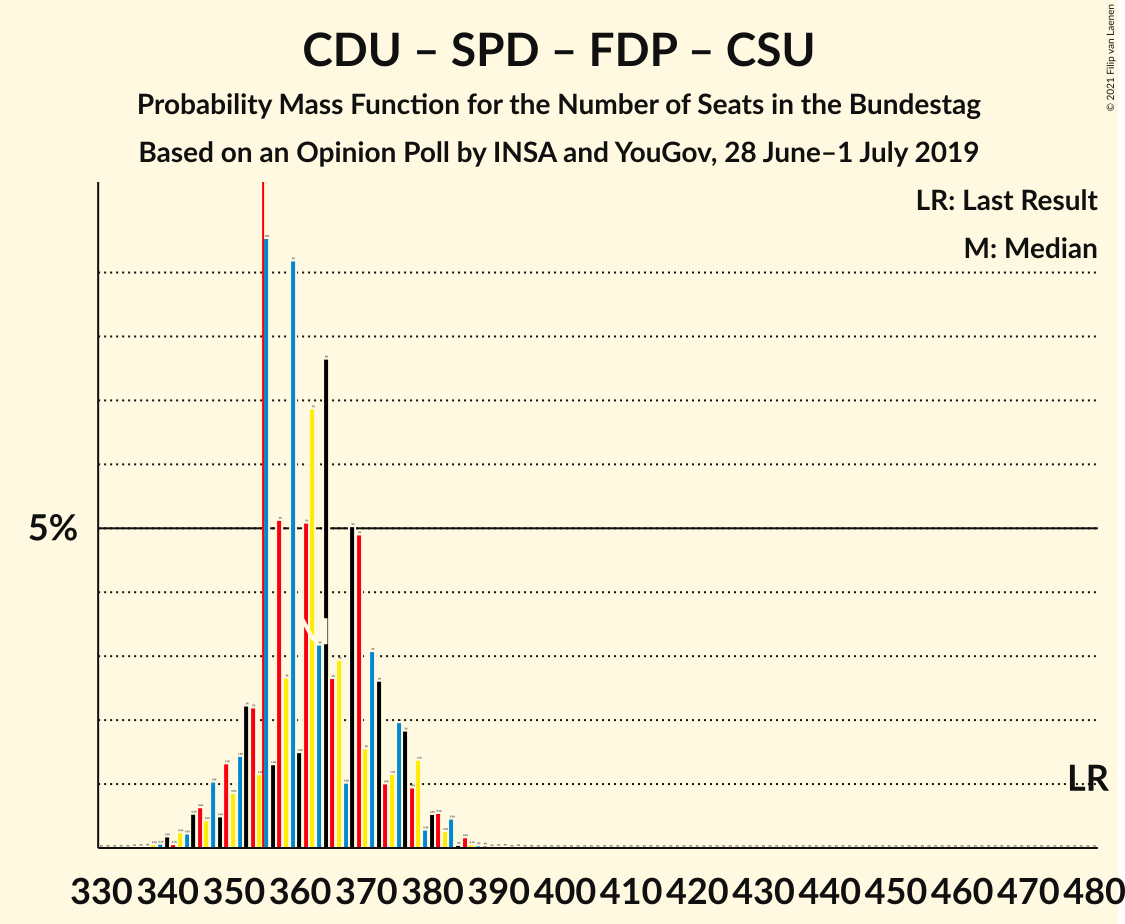 CDU – SPD – FDP – CSU
Probability Mass Function for the Number of Seats in the Bundestag
Based on an Opinion Poll by INSA and YouGov, 28 June–1 July 2019
© 2021 Filip van Laenen
LR: Last Result
M: Median
5%
LR
330 340 350 360 370 380 390 400 410 420 430 440 450 460 470 480